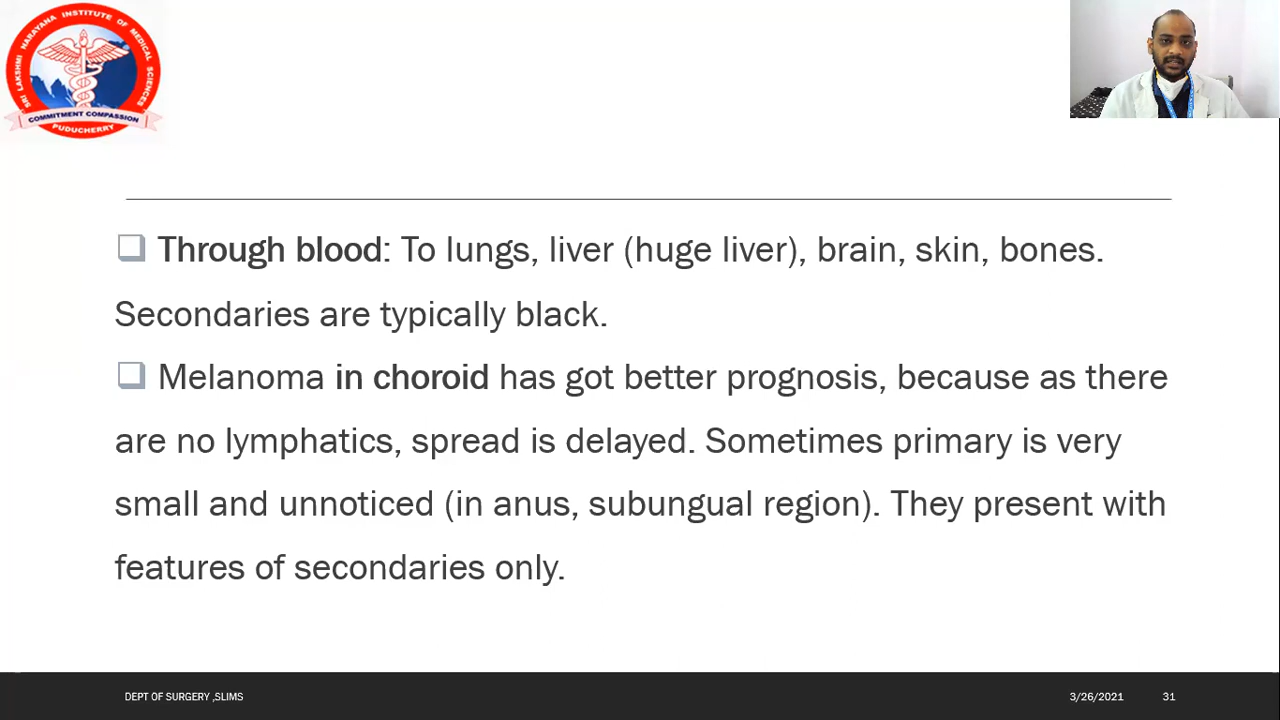 SRI LAKSHMI NARAYANA INSTITUTE OF MEDICAL SCIENCES
COMMITMENT COMPASSION
PUDUCHERRY
Through blood: To lungs, liver (huge liver), brain, skin, bones.
Secondaries are typically black.
Melanoma in choroid has got better prognosis, because as there
are no lymphatics, spread is delayed. Sometimes primary is very
small and unnoticed (in anus, subungual region). They present with
features of secondaries only.
DEPT OF SURGERY ,SLIMS
3/26/2021
31